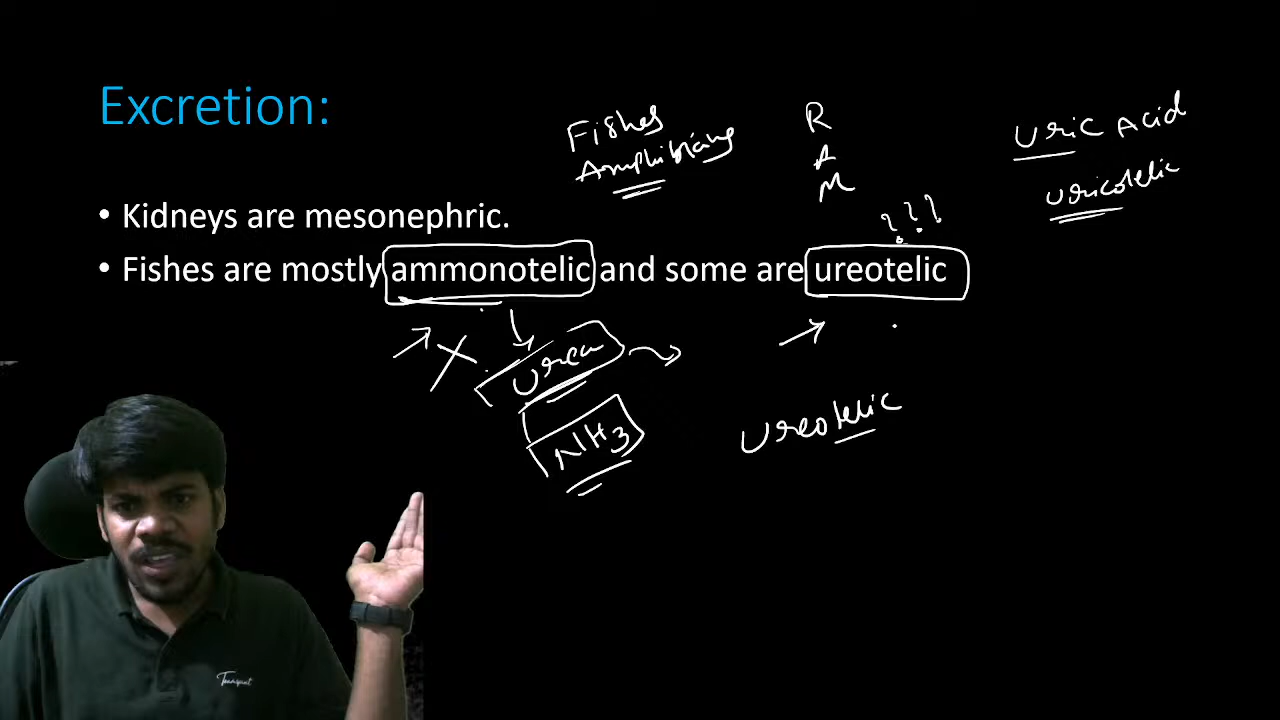 Excretion:
Fishes
Amphibians
R
A
M
Uric Acid
Uricotelic
• Kidneys are mesonephric.
???
• Fishes are mostly ammonotelic and some are ureotelic
Urea
NH3
Ureotelic